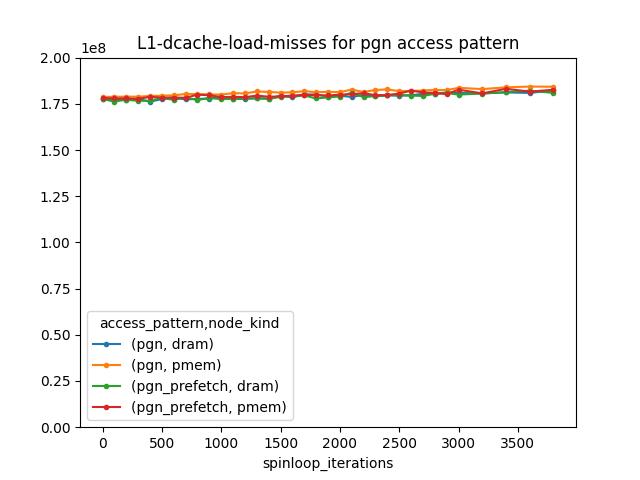 L1-dcache-load-misses for pgn access pattern
1e8
2.00
1.75
1.50
1.25
1.00
0.75
0.50
0.25
0.00
access_pattern,node_kind
(pgn, dram)
(pgn, pmem)
(pgn_prefetch, dram)
(pgn_prefetch, pmem)
0 500 1000 1500 2000 2500 3000 3500
spinloop_iterations